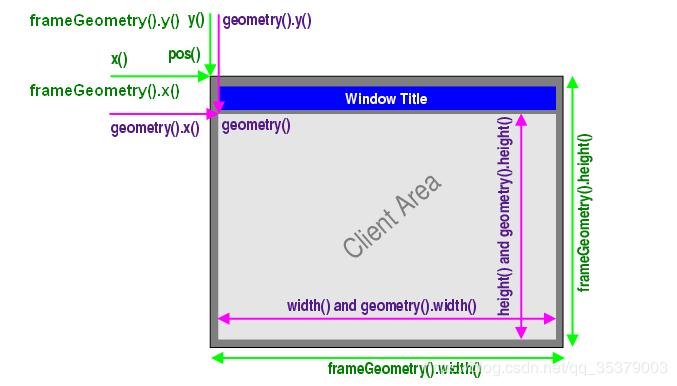 frameGeometry().y() y() geometry().y()
x() pos()
frameGeometry().x()
Window Title
geometry().x() geometry()
Client Area
height() and geometry().height()
frameGeometry().height()
width() and geometry().width()
frameGeometry().width()
blog.csdn.net/qq_35379003